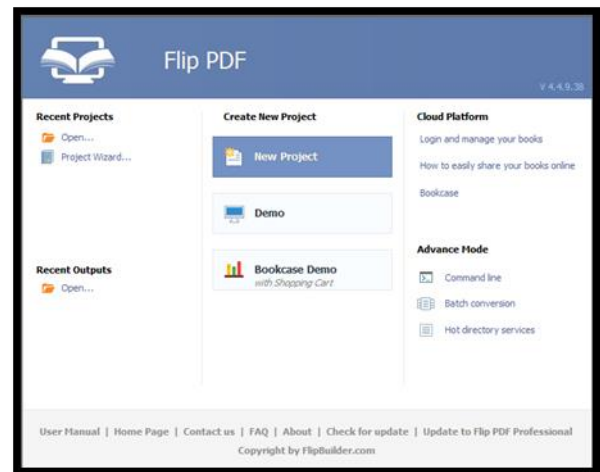 Flip PDF
V 4.4.9.38
Recent Projects
Open...
Project Wizard...
Recent Outputs
Open...
Create New Project
New Project
Demo
Bookcase Demo
with Shopping Cart
Cloud Platform
Login and manage your books
How to easily share your books online
Bookcase
Advance Mode
Command line
Batch conversion
Hot directory services
User Manual | Home Page | Contact us | FAQ | About | Check for update | Update to Flip PDF Professional
Copyright by FlipBuilder.com